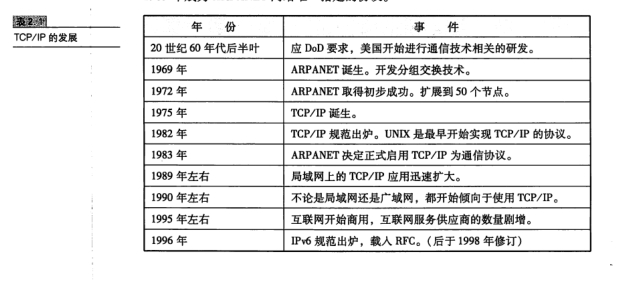 表2
TCP/IP 的发展
年 份 事 件
20 世纪 60 年代后半叶 应 DoD 要求，美国开始进行通信技术相关的研发。
1969 年 ARPANET 诞生。开发分组交换技术。
1972 年 ARPANET 取得初步成功。扩展到 50 个节点。
1975 年 TCP/IP 诞生。
1982 年 TCP/IP 规范出炉。UNIX 是最早开始实现 TCP/IP 的协议。
1983 年 ARPANET 决定正式启用 TCP/IP 为通信协议。
1989 年左右 局域网上的 TCP/IP 应用迅速扩大。
1990 年左右 不论是局域网还是广域网，都开始倾向于使用 TCP/IP。
1995 年左右 互联网开始商用，互联网服务供应商的数量剧增。
1996 年 IPv6 规范出炉，载入 RFC。（后于 1998 年修订）